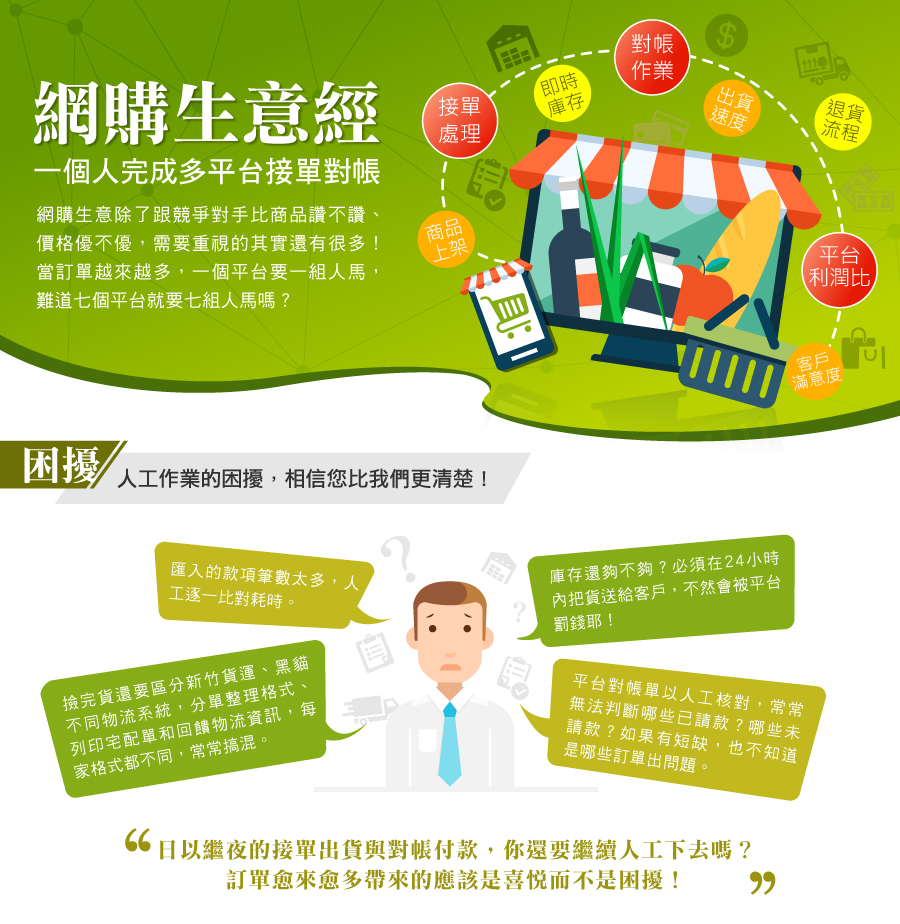 網購生意經
一個人完成多平台接單對帳
網購生意除了跟競爭對手比商品讚不讚、
價格優不優，需要重視的其實還有很多！
當訂單越來越多，一個平台要一組人馬，
難道七個平台就要七組人馬嗎？
商品
上架
接單
處理
即時
庫存
對帳
作業
出貨
速度
退貨
流程
平台
利潤比
客戶
滿意度
困擾
人工作業的困擾，相信您比我們更清楚！
匯入的款項筆數太多，人
工逐一比對耗時。
庫存還夠不夠？必須在24小時
內把貨送給客戶，不然會被平台
罰錢耶！
撿完貨還要區分新竹貨運、黑貓
不同物流系統，分單整理格式、
列印宅配單和回饋物流資訊，每
家格式都不同，常常搞混。
平台對帳單以人工核對，常常
無法判斷哪些已請款？哪些未
請款？如果有短缺，也不知道
是哪些訂單出問題。
“日以繼夜的接單出貨與對帳付款，你還要繼續人工下去嗎？
訂單愈來愈多帶來的應該是喜悅而不是困擾！”